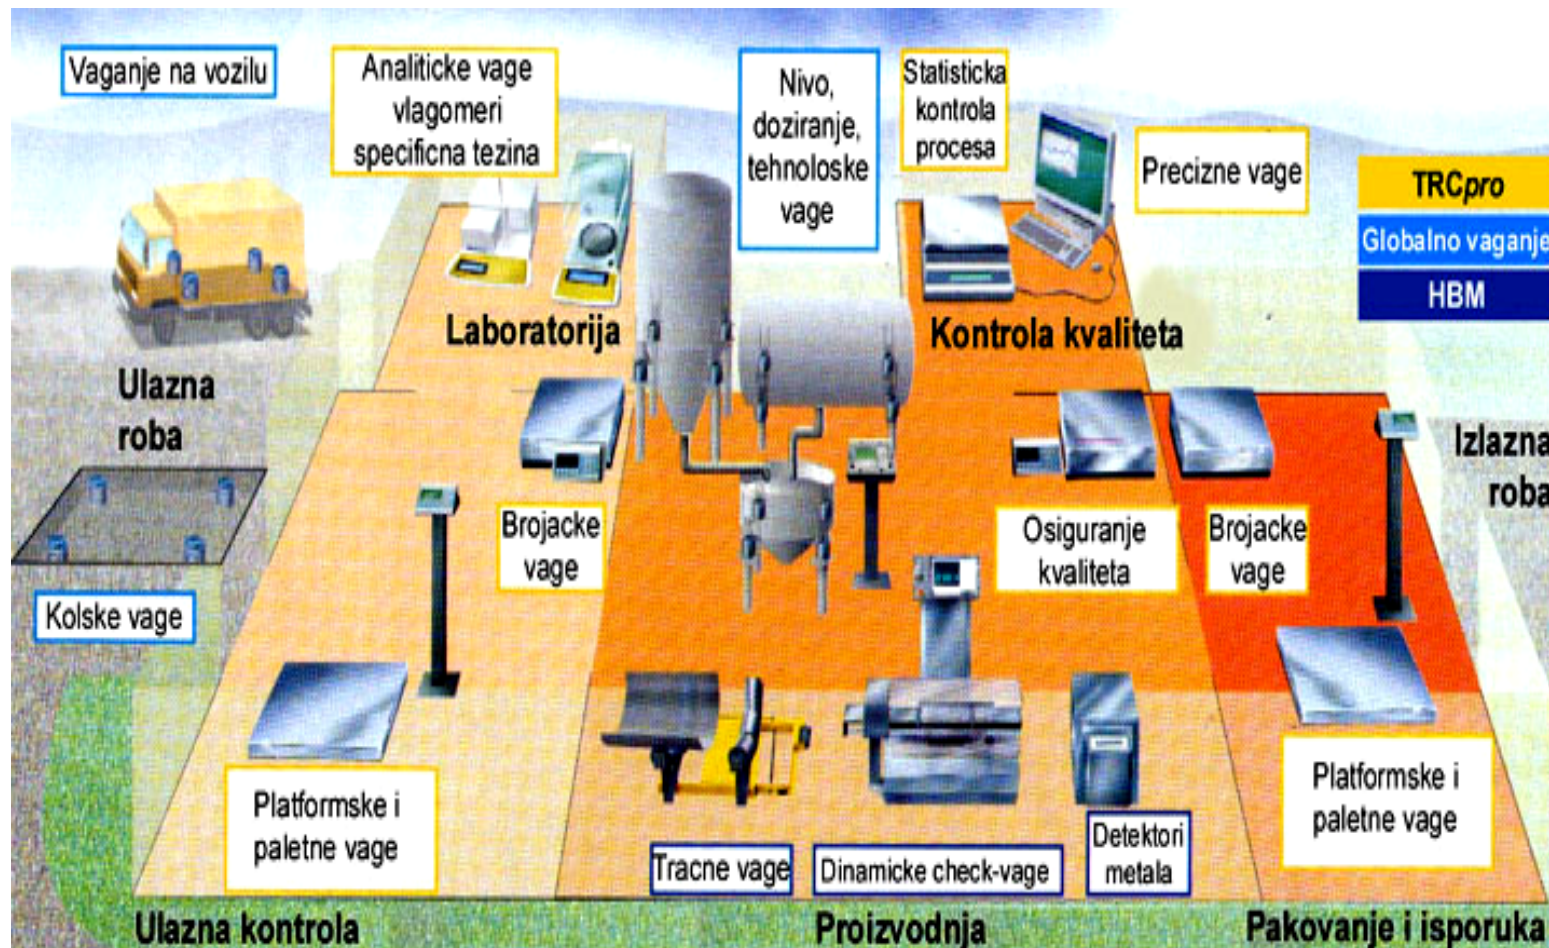 Vaganje na vozilu
Analiticke vage
vlagomeri
specificna tezina
Nivo,
doziranje,
tehnoloske
vage
Statisticka
kontrola
procesa
Precizne vage
TRCpro
Globalno vaganje
HBM
Laboratorija
Kontrola kvaliteta
Ulazna
roba
Izlazna
roba
Brojacke
vage
Osiguranje
kvaliteta
Brojacke
vage
Kolske vage
Platformske i
paletne vage
Platformske i
paletne vage
Tracne vage
Dinamicke check-vage
Detektori
metala
Ulazna kontrola
Proizvodnja
Pakovanje i isporuka